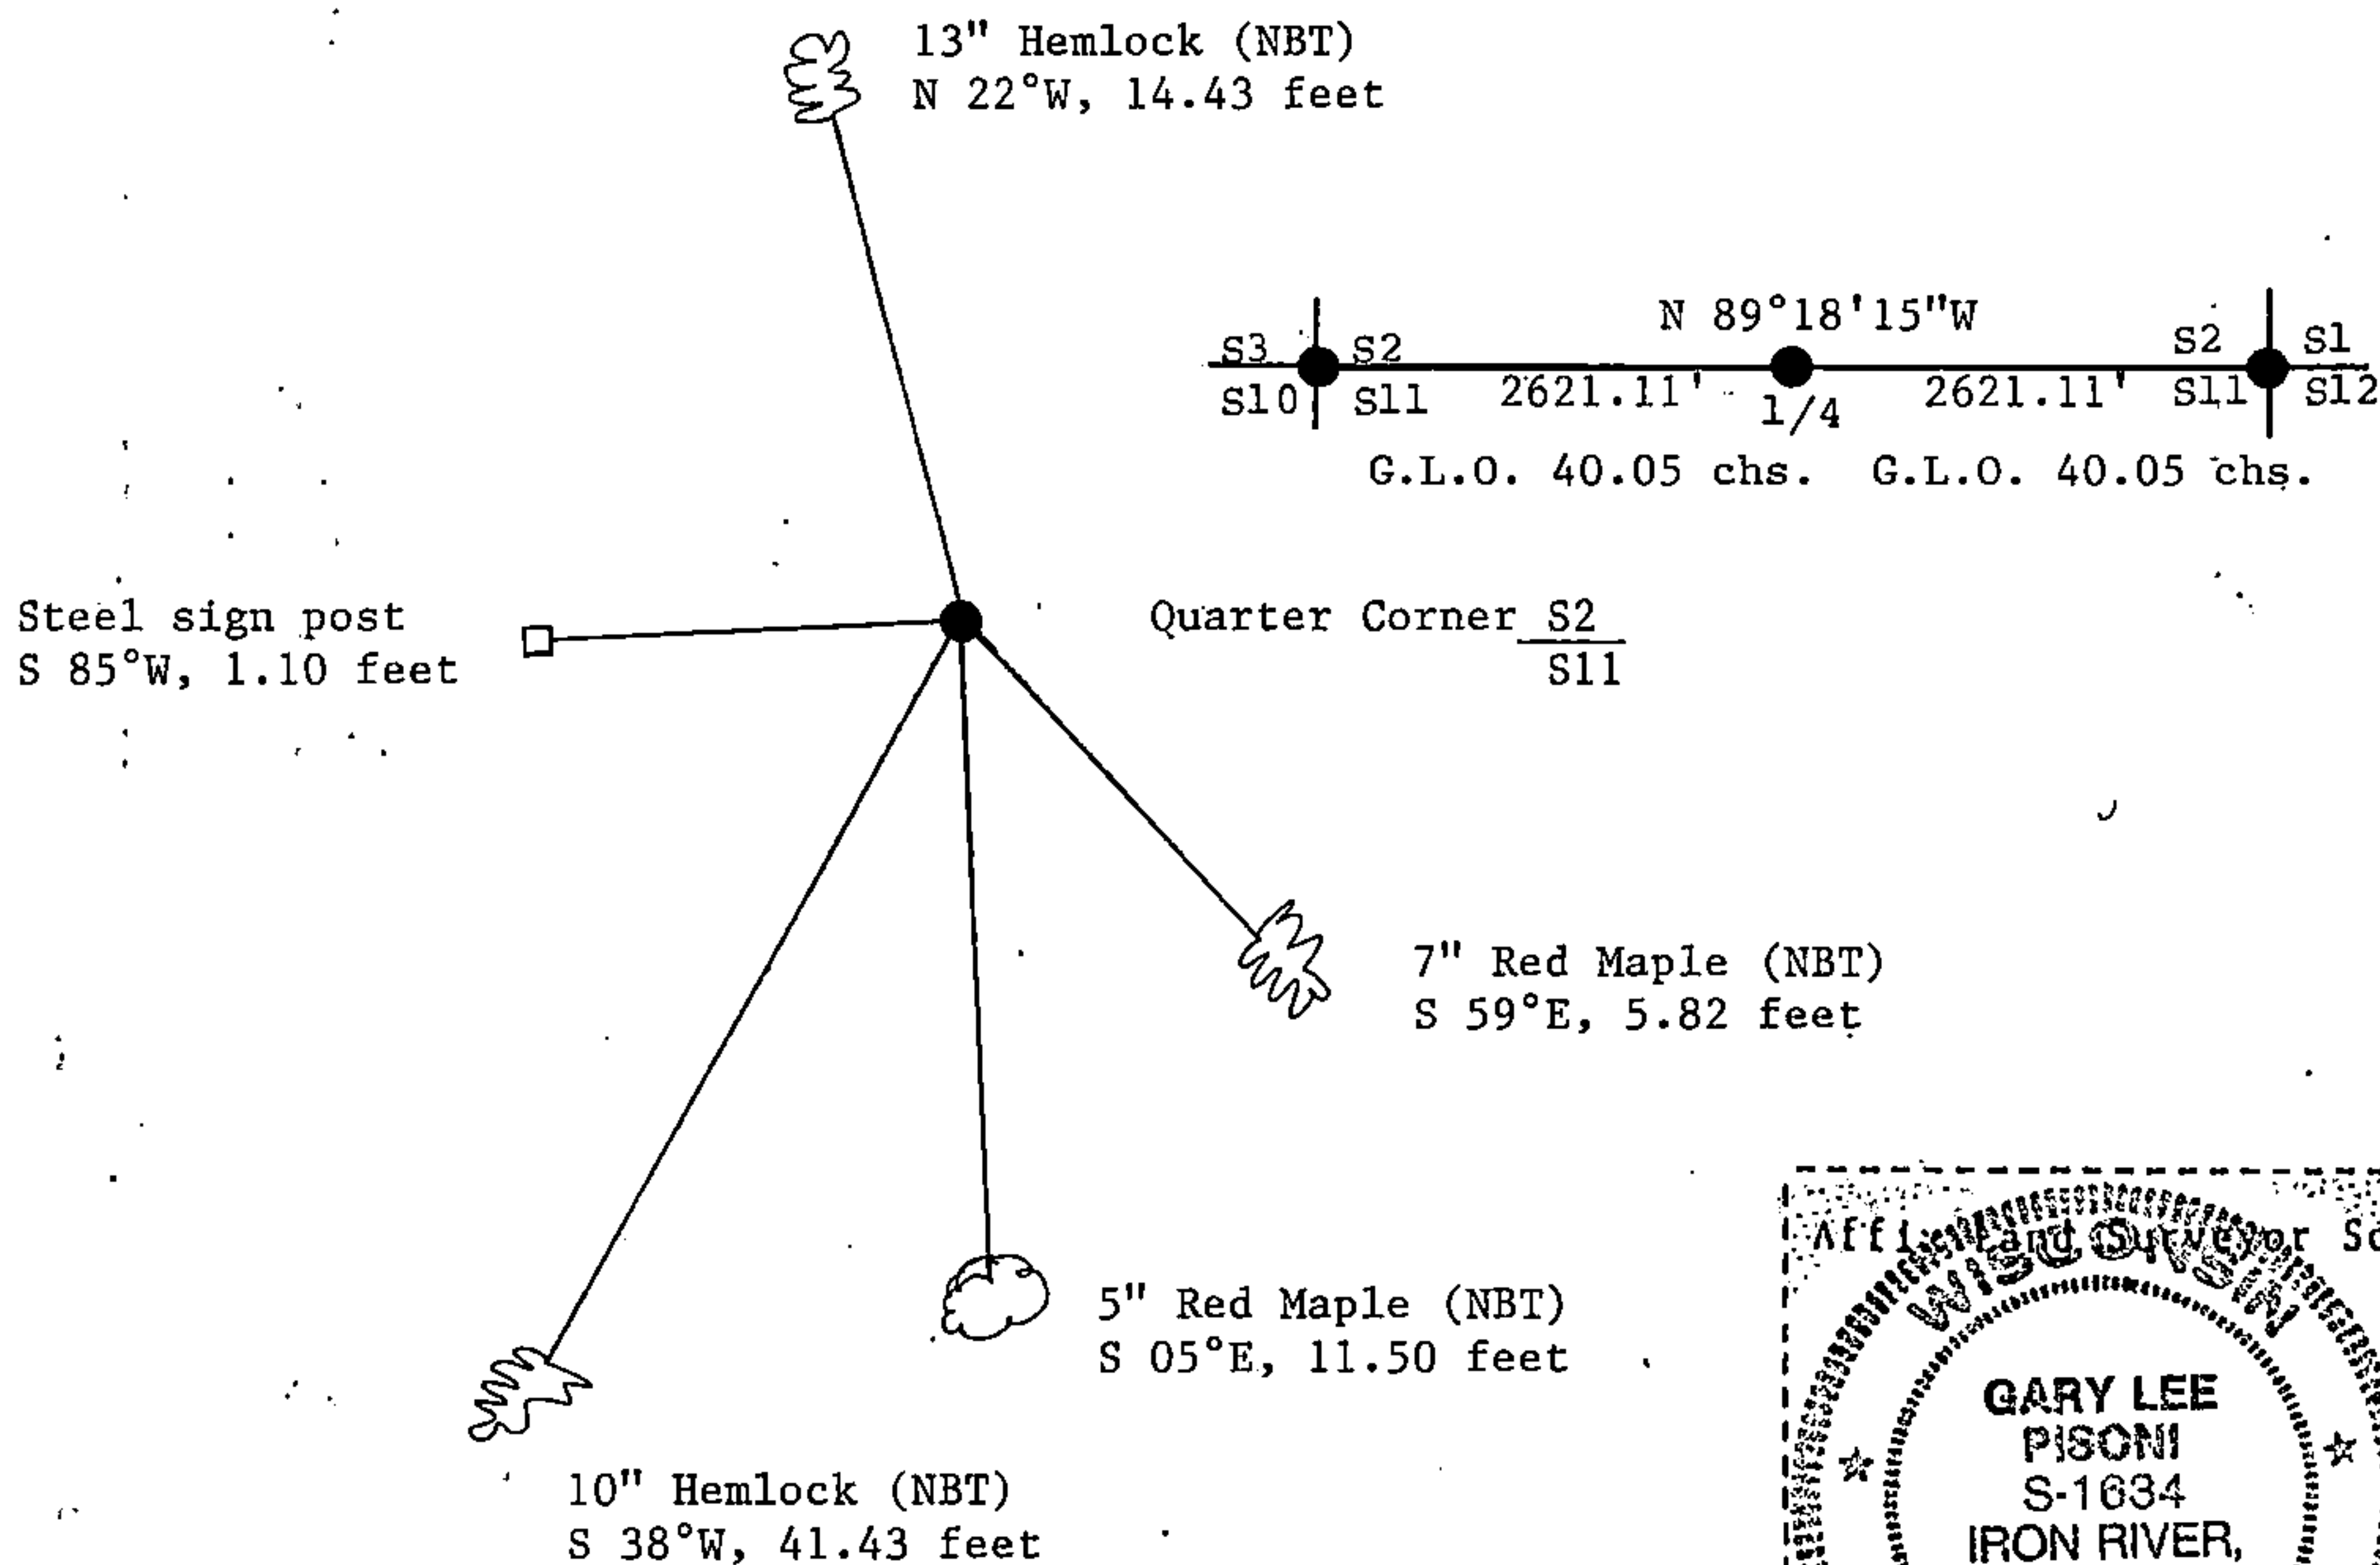 13" Hemlock (NBT)
N 22°W, 14.43 feet
N 89°18'15"W
S3 S2 S2 S1
S10 S11 2621.11' 1/4 2621.11' S11 S12
G.L.O. 40.05 chs. G.L.O. 40.05 chs.
Steel sign post
S 85°W, 1.10 feet
Quarter Corner S2
S11
7" Red Maple (NBT)
S 59°E, 5.82 feet
5" Red Maple (NBT)
S 05°E, 11.50 feet
10" Hemlock (NBT)
S 38°W, 41.43 feet
Land Surveyor
WISCONSIN
GARY LEE
PISONI
S-1634
IRON RIVER,